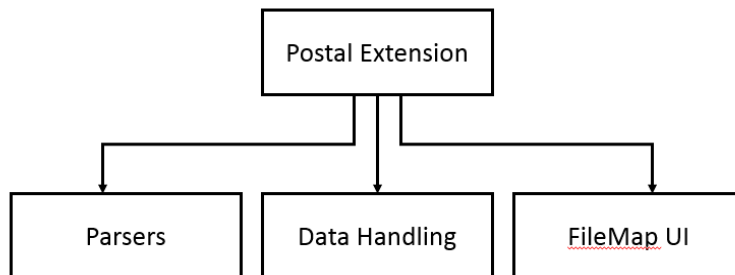 Postal Extension
Parsers
Data Handling
FileMap UI